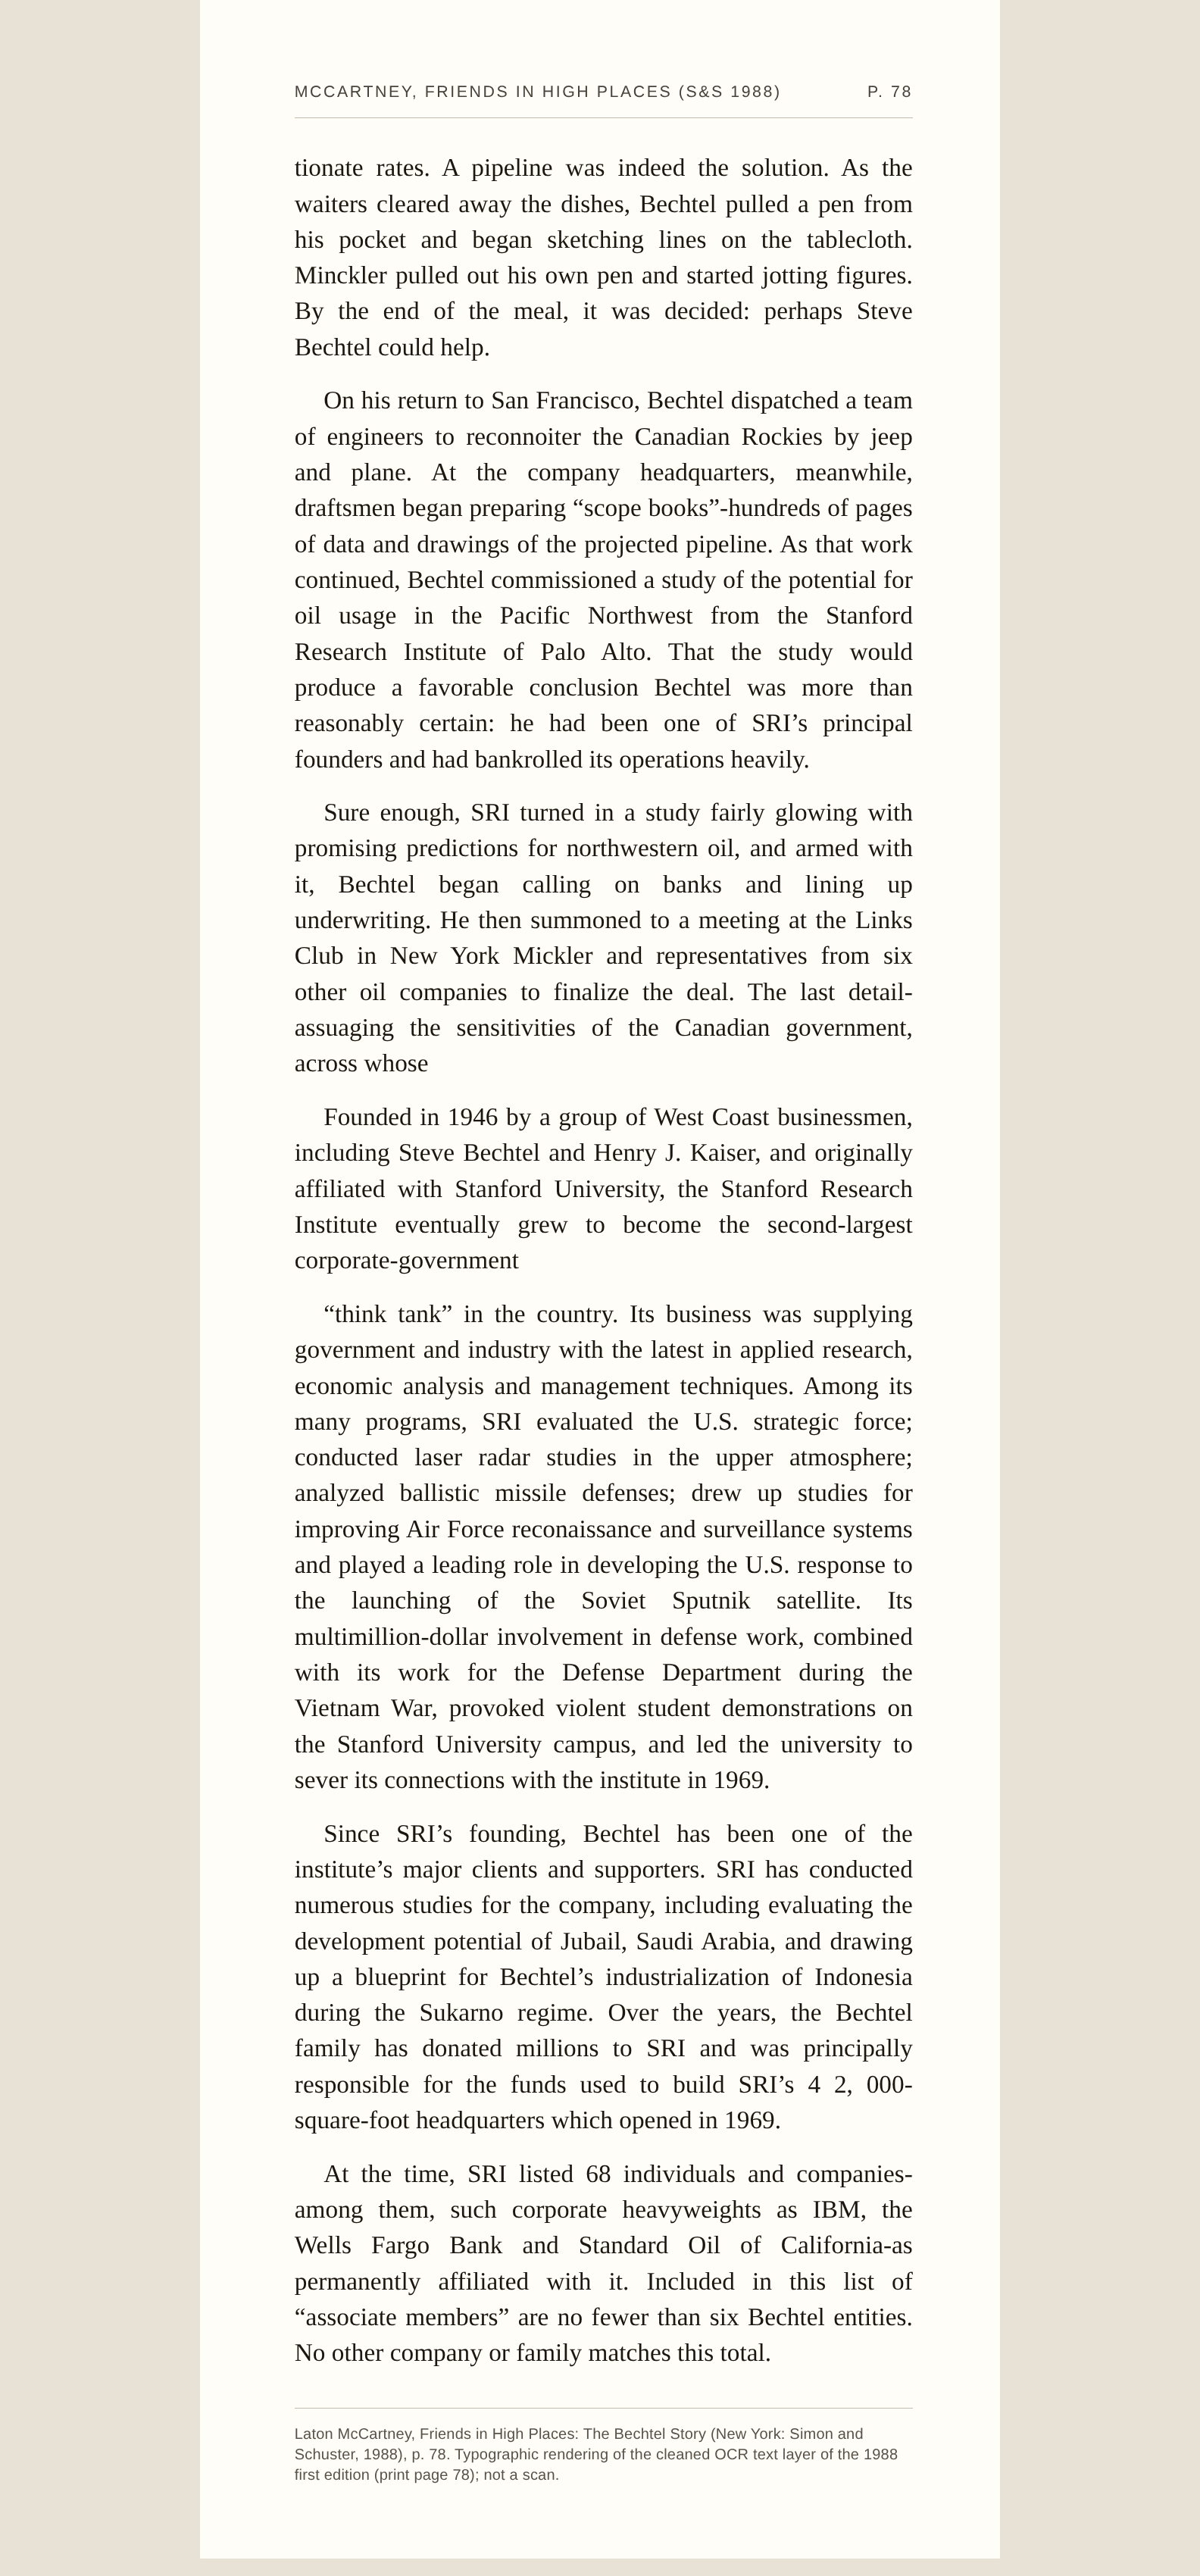 MCCARTNEY, FRIENDS IN HIGH PLACES (S&S 1988) P. 78
tionate rates. A pipeline was indeed the solution. As the
waiters cleared away the dishes, Bechtel pulled a pen from
his pocket and began sketching lines on the tablecloth.
Minckler pulled out his own pen and started jotting figures.
By the end of the meal, it was decided: perhaps Steve
Bechtel could help.
On his return to San Francisco, Bechtel dispatched a team
of engineers to reconnoiter the Canadian Rockies by jeep
and plane. At the company headquarters, meanwhile,
draftsmen began preparing “scope books”-hundreds of pages
of data and drawings of the projected pipeline. As that work
continued, Bechtel commissioned a study of the potential for
oil usage in the Pacific Northwest from the Stanford
Research Institute of Palo Alto. That the study would
produce a favorable conclusion Bechtel was more than
reasonably certain: he had been one of SRI’s principal
founders and had bankrolled its operations heavily.
Sure enough, SRI turned in a study fairly glowing with
promising predictions for northwestern oil, and armed with
it, Bechtel began calling on banks and lining up
underwriting. He then summoned to a meeting at the Links
Club in New York Mickler and representatives from six
other oil companies to finalize the deal. The last detail-
assuaging the sensitivities of the Canadian government,
across whose
Founded in 1946 by a group of West Coast businessmen,
including Steve Bechtel and Henry J. Kaiser, and originally
affiliated with Stanford University, the Stanford Research
Institute eventually grew to become the second-largest
corporate-government
“think tank” in the country. Its business was supplying
government and industry with the latest in applied research,
economic analysis and management techniques. Among its
many programs, SRI evaluated the U.S. strategic force;
conducted laser radar studies in the upper atmosphere;
analyzed ballistic missile defenses; drew up studies for
improving Air Force reconaissance and surveillance systems
and played a leading role in developing the U.S. response to
the launching of the Soviet Sputnik satellite. Its
multimillion-dollar involvement in defense work, combined
with its work for the Defense Department during the
Vietnam War, provoked violent student demonstrations on
the Stanford University campus, and led the university to
sever its connections with the institute in 1969.
Since SRI’s founding, Bechtel has been one of the
institute’s major clients and supporters. SRI has conducted
numerous studies for the company, including evaluating the
development potential of Jubail, Saudi Arabia, and drawing
up a blueprint for Bechtel’s industrialization of Indonesia
during the Sukarno regime. Over the years, the Bechtel
family has donated millions to SRI and was principally
responsible for the funds used to build SRI’s 4 2, 000-
square-foot headquarters which opened in 1969.
At the time, SRI listed 68 individuals and companies-
among them, such corporate heavyweights as IBM, the
Wells Fargo Bank and Standard Oil of California-as
permanently affiliated with it. Included in this list of
“associate members” are no fewer than six Bechtel entities.
No other company or family matches this total.
Laton McCartney, Friends in High Places: The Bechtel Story (New York: Simon and
Schuster, 1988), p. 78. Typographic rendering of the cleaned OCR text layer of the 1988
first edition (print page 78); not a scan.